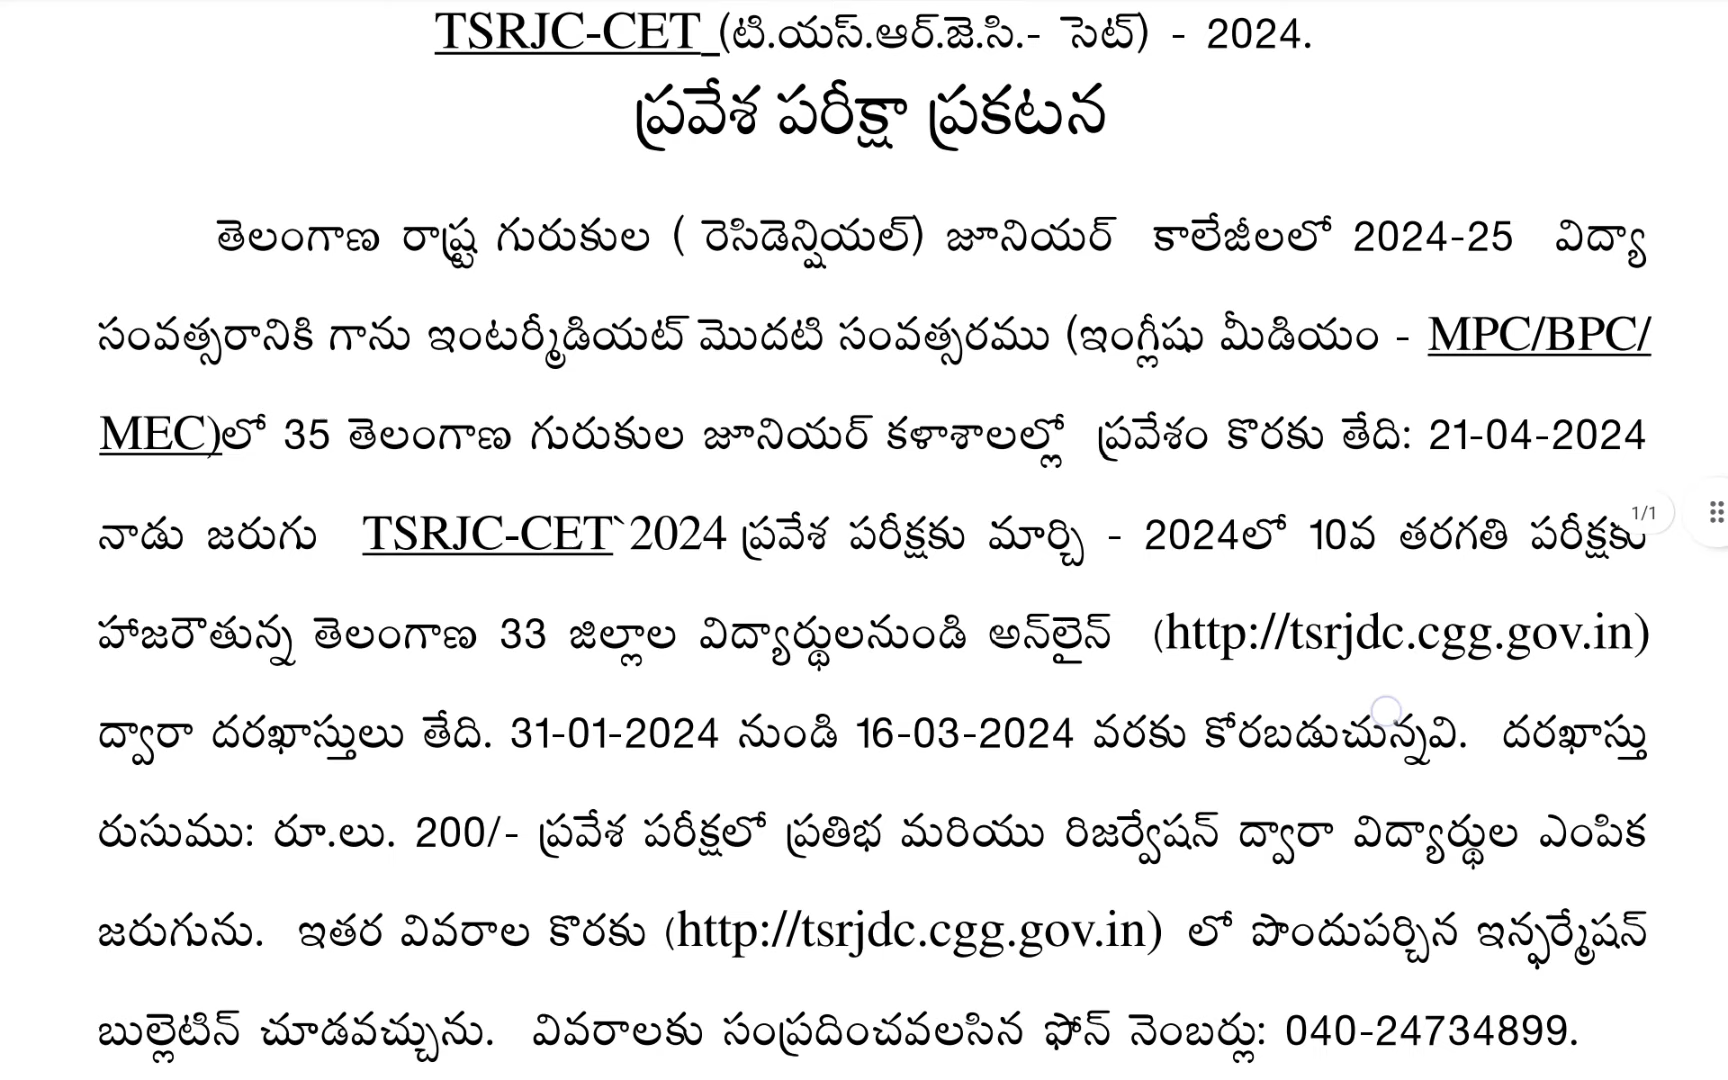 TSRJC-CET (టి.యస్.ఆర్.జె.సి.- సెట్) - 2024.
ప్రవేశ పరీక్షా ప్రకటన
తెలంగాణ రాష్ట్ర గురుకుల ( రెసిడెన్షియల్) జూనియర్ కాలేజీలలో 2024-25 విద్యా
సంవత్సరానికి గాను ఇంటర్మీడియట్ మొదటి సంవత్సరము (ఇంగ్లీషు మీడియం - MPC/BPC/
MEC)లో 35 తెలంగాణ గురుకుల జూనియర్ కళాశాలల్లో ప్రవేశం కొరకు తేది: 21-04-2024
నాడు జరుగు TSRJC-CET`2024 ప్రవేశ పరీక్షకు మార్చి - 2024లో 10వ తరగతి పరీక్షకు
1/1
హాజరౌతున్న తెలంగాణ 33 జిల్లాల విద్యార్థులనుండి అన్‌లైన్ (http://tsrjdc.cgg.gov.in)
ద్వారా దరఖాస్తులు తేది. 31-01-2024 నుండి 16-03-2024 వరకు కోరబడుచున్నవి. దరఖాస్తు
రుసుము: రూ.లు. 200/- ప్రవేశ పరీక్షలో ప్రతిభ మరియు రిజర్వేషన్ ద్వారా విద్యార్థుల ఎంపిక
జరుగును. ఇతర వివరాల కొరకు (http://tsrjdc.cgg.gov.in) లో పొందుపర్చిన ఇన్ఫర్మేషన్
బుల్లెటిన్ చూడవచ్చును. వివరాలకు సంప్రదించవలసిన ఫోన్ నెంబర్లు: 040-24734899.